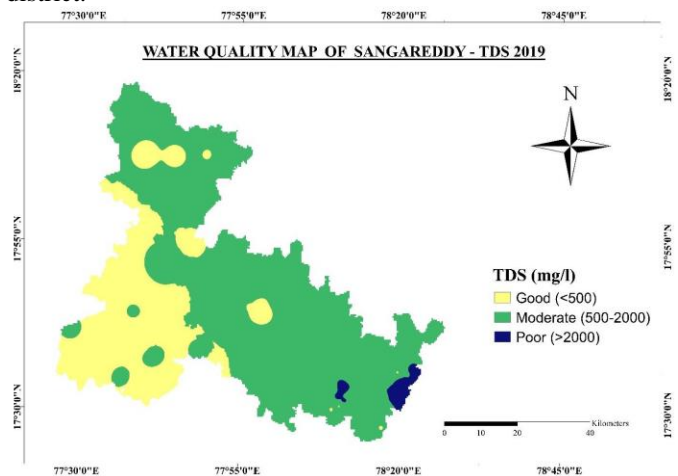 district.
77°30'0"E 77°55'0"E 78°20'0"E 78°45'0"E
WATER QUALITY MAP OF SANGAREDDY - TDS 2019
18°20'0"N 18°20'0"N
N
17°55'0"N 17°55'0"N
TDS (mg/l)
Good (<500)
Moderate (500-2000)
Poor (>2000)
17°30'0"N 17°30'0"N
Kilometers
0 10 20 40
77°30'0"E 77°55'0"E 78°20'0"E 78°45'0"E